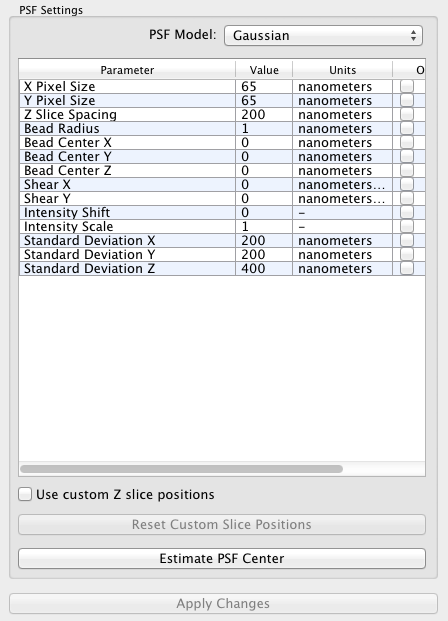 PSF Settings
PSF Model: Gaussian
Parameter Value Units O
X Pixel Size 65 nanometers
Y Pixel Size 65 nanometers
Z Slice Spacing 200 nanometers
Bead Radius 1 nanometers
Bead Center X 0 nanometers
Bead Center Y 0 nanometers
Bead Center Z 0 nanometers
Shear X 0 nanometers...
Shear Y 0 nanometers...
Intensity Shift 0 –
Intensity Scale 1 –
Standard Deviation X 200 nanometers
Standard Deviation Y 200 nanometers
Standard Deviation Z 400 nanometers
Use custom Z slice positions
Reset Custom Slice Positions
Estimate PSF Center
Apply Changes